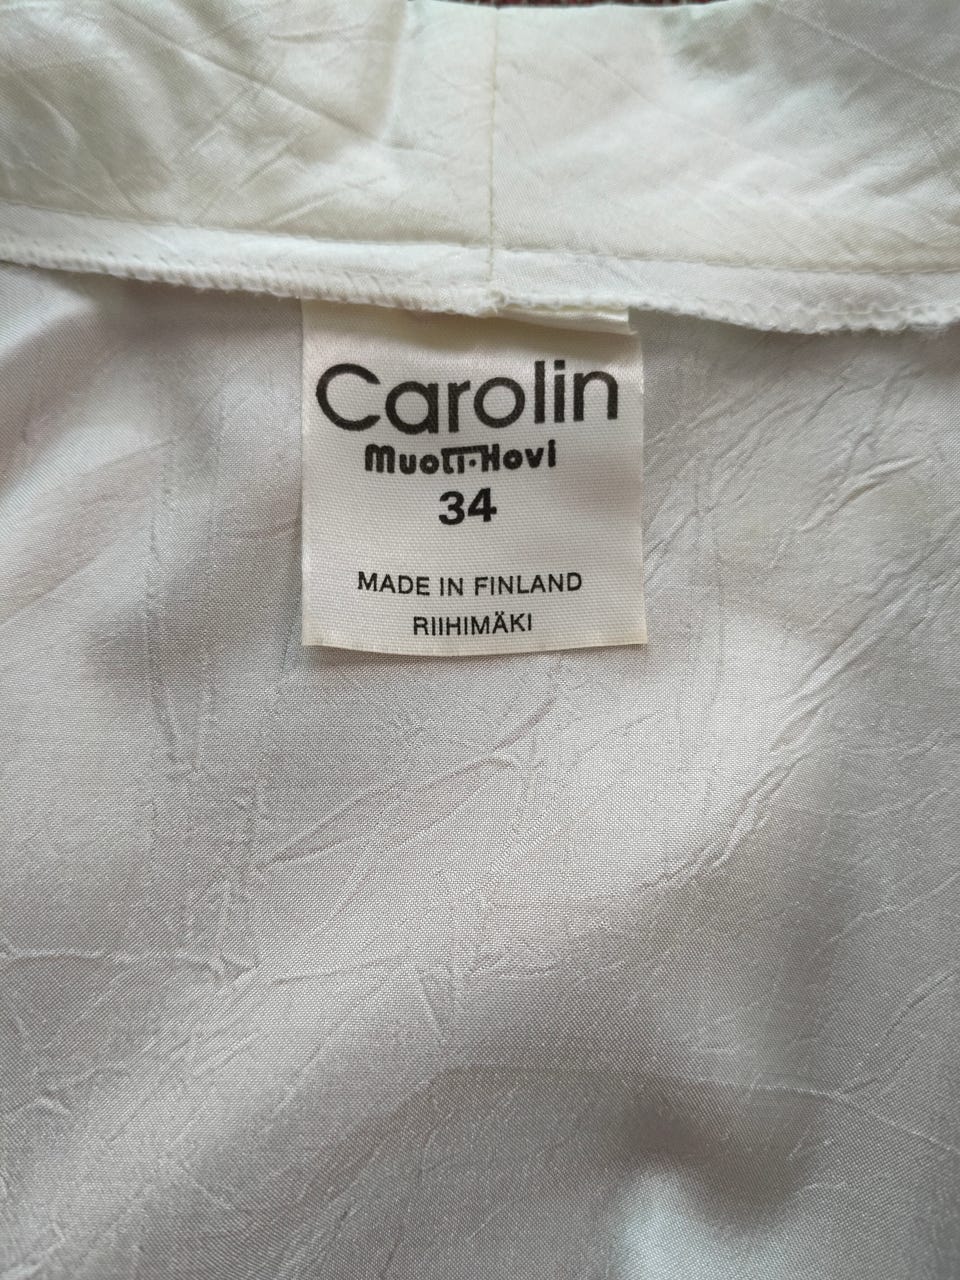 Carolin
Muoti·Hovi
34
MADE IN FINLAND
RIIHIMÄKI